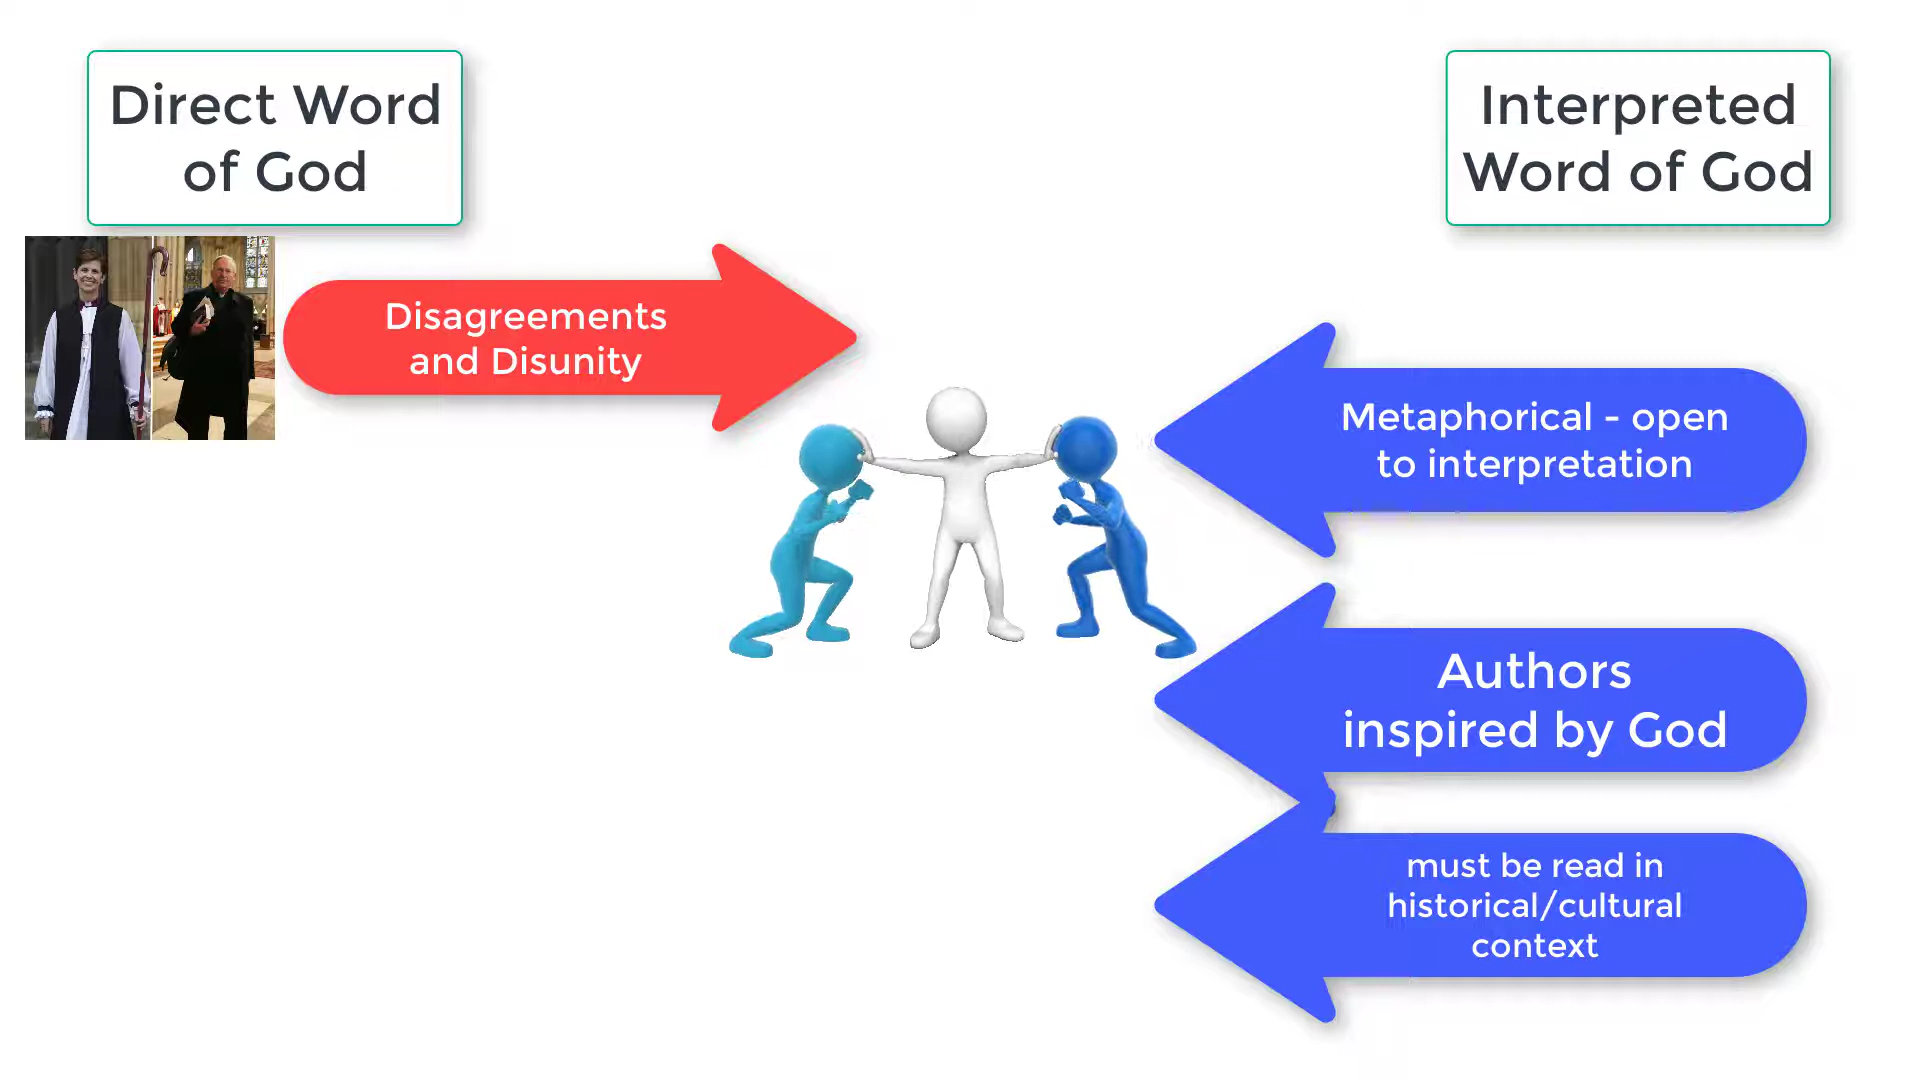 Direct Word
of God
Interpreted
Word of God
Disagreements
and Disunity
Metaphorical - open
to interpretation
Authors
inspired by God
must be read in
historical/cultural
context